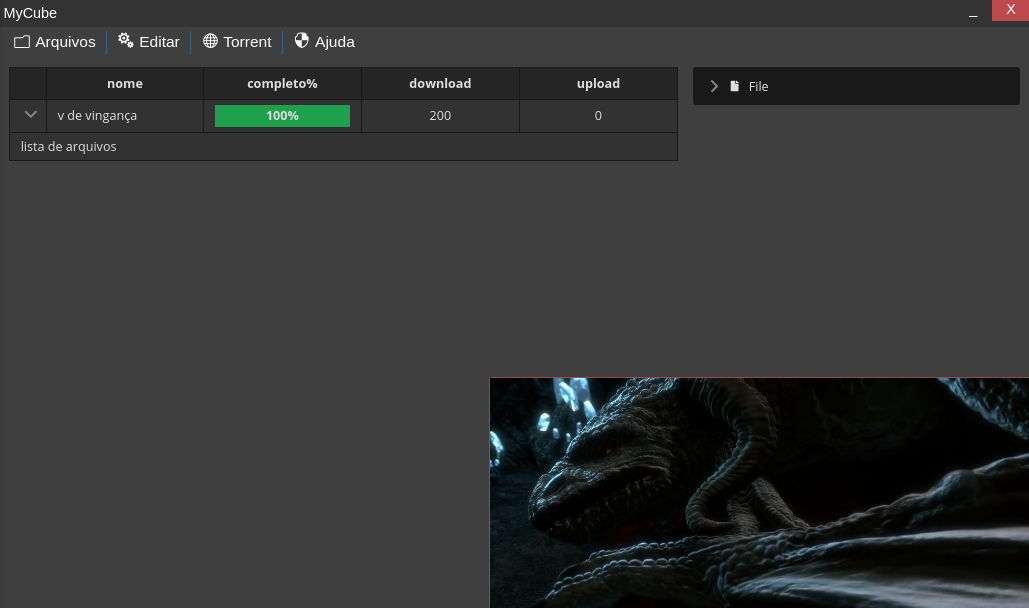 MyCube
_ X
Arquivos Editar Torrent Ajuda
nome completo% download upload
v de vingança 100% 200 0
lista de arquivos
File